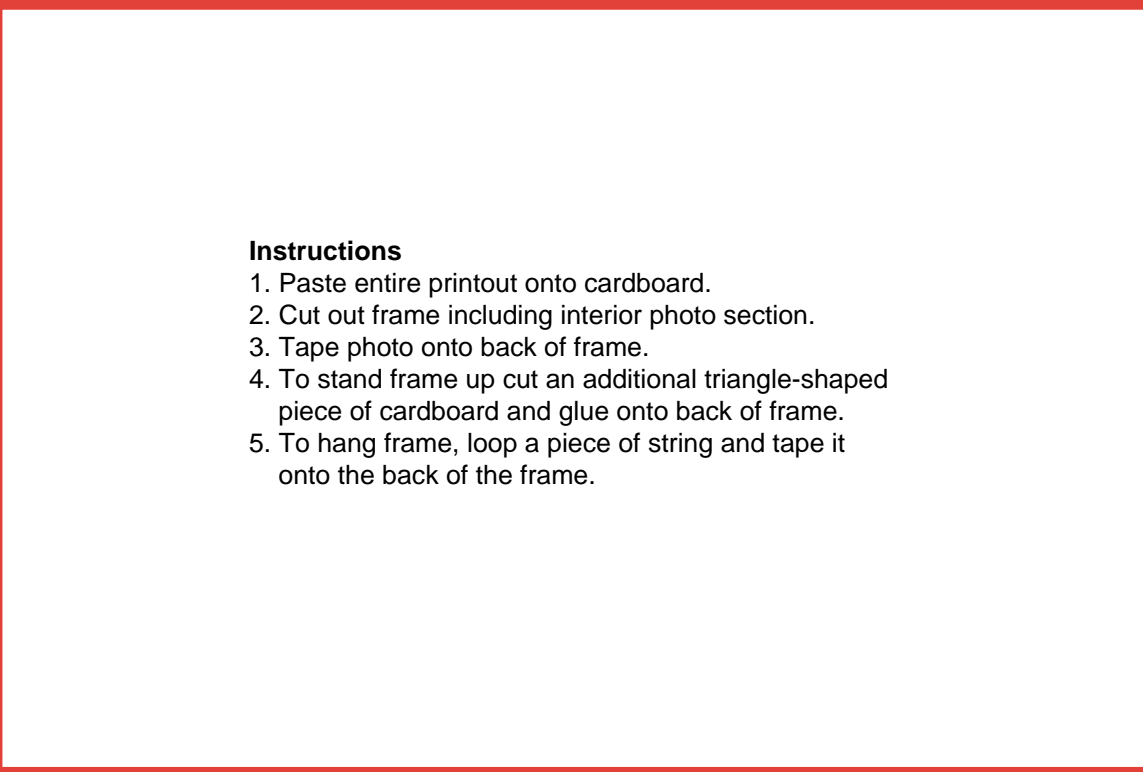 Instructions
1. Paste entire printout onto cardboard.
2. Cut out frame including interior photo section.
3. Tape photo onto back of frame.
4. To stand frame up cut an additional triangle-shaped
piece of cardboard and glue onto back of frame.
5. To hang frame, loop a piece of string and tape it
onto the back of the frame.